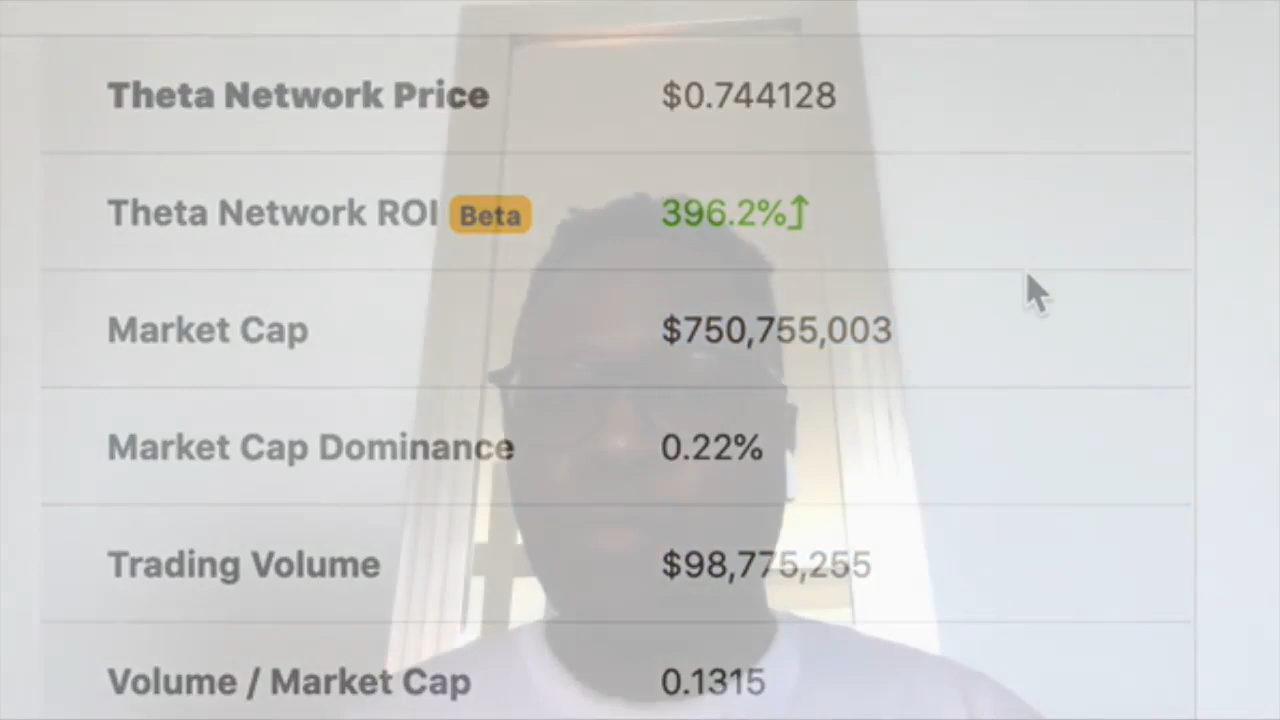 Theta Network Price $0.744128
Theta Network ROI Beta 396.2%
Market Cap $750,755,003
Market Cap Dominance 0.22%
Trading Volume $98,775,255
Volume / Market Cap 0.1315